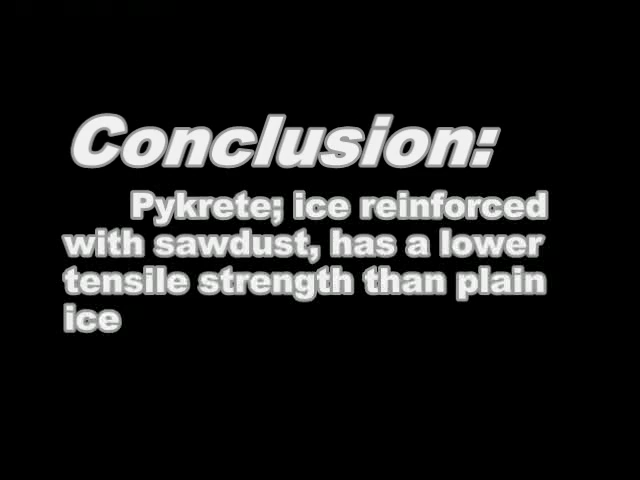 Conclusion:
Pykrete; ice reinforced
with sawdust, has a lower
tensile strength than plain
ice